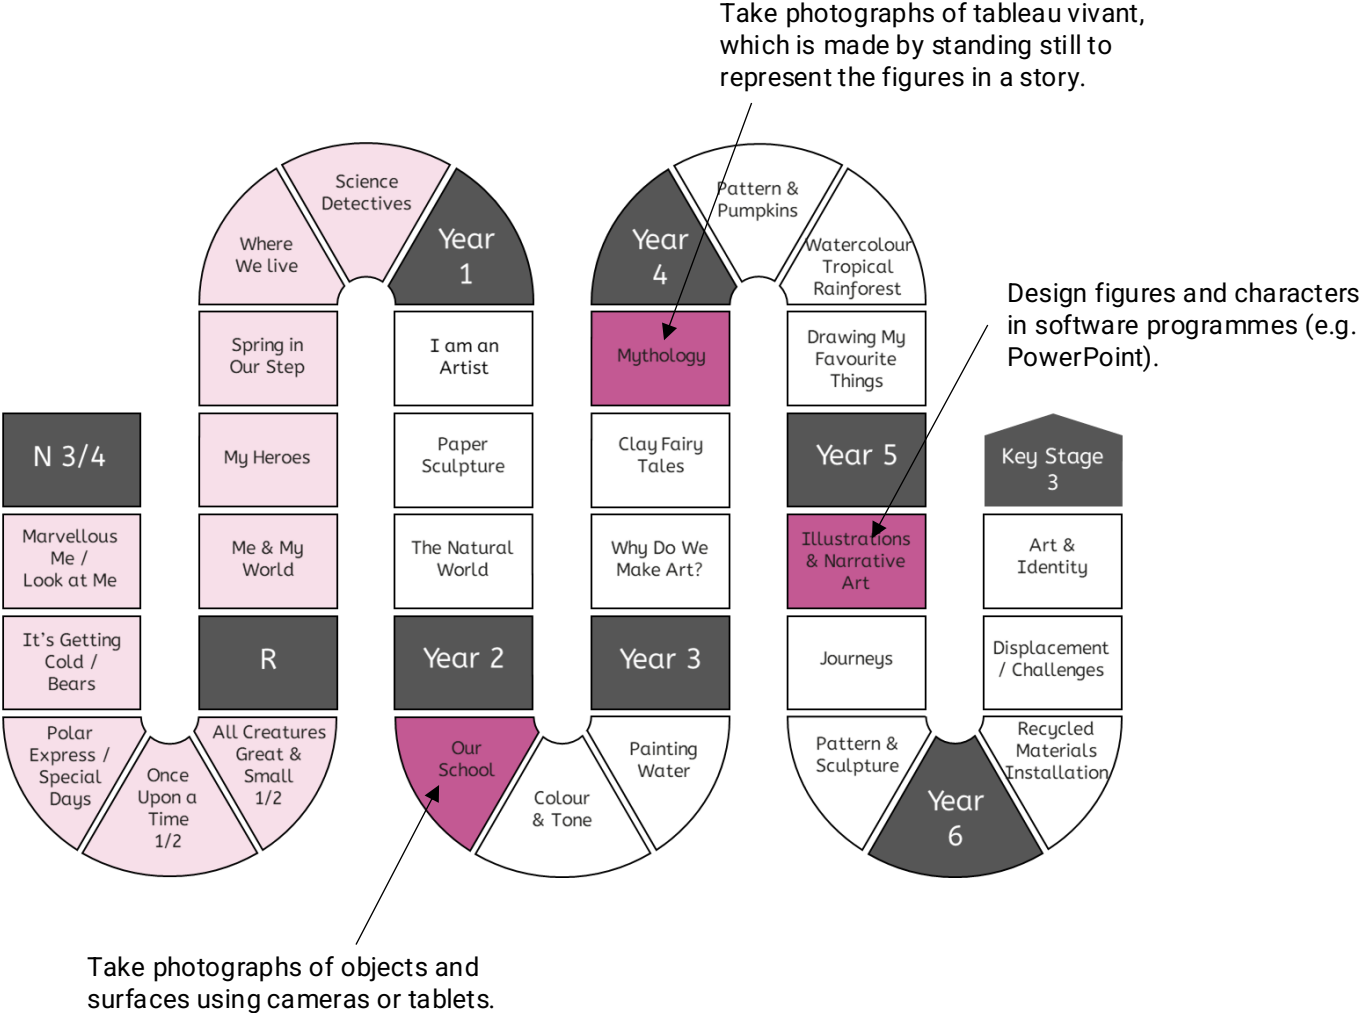 Take photographs of tableau vivant,
which is made by standing still to
represent the figures in a story.
Science
Detectives
Where
We live
Year
1
Year
4
Pattern &
Pumpkins
Watercolour
Tropical
Rainforest
Design figures and characters
in software programmes (e.g.
PowerPoint).
Spring in
Our Step
I am an
Artist
Mythology
Drawing My
Favourite
Things
N 3/4
My Heroes
Paper
Sculpture
Clay Fairy
Tales
Year 5
Key Stage
3
Marvellous
Me /
Look at Me
Me & My
World
The Natural
World
Why Do We
Make Art?
Illustrations
& Narrative
Art
Art &
Identity
It's Getting
Cold /
Bears
R
Year 2
Year 3
Journeys
Displacement
/ Challenges
Polar
Express /
Special
Days
Once
Upon a
Time
1/2
All Creatures
Great &
Small
1/2
Our
School
Colour
& Tone
Painting
Water
Pattern &
Sculpture
Year
6
Recycled
Materials
Installation
Take photographs of objects and
surfaces using cameras or tablets.